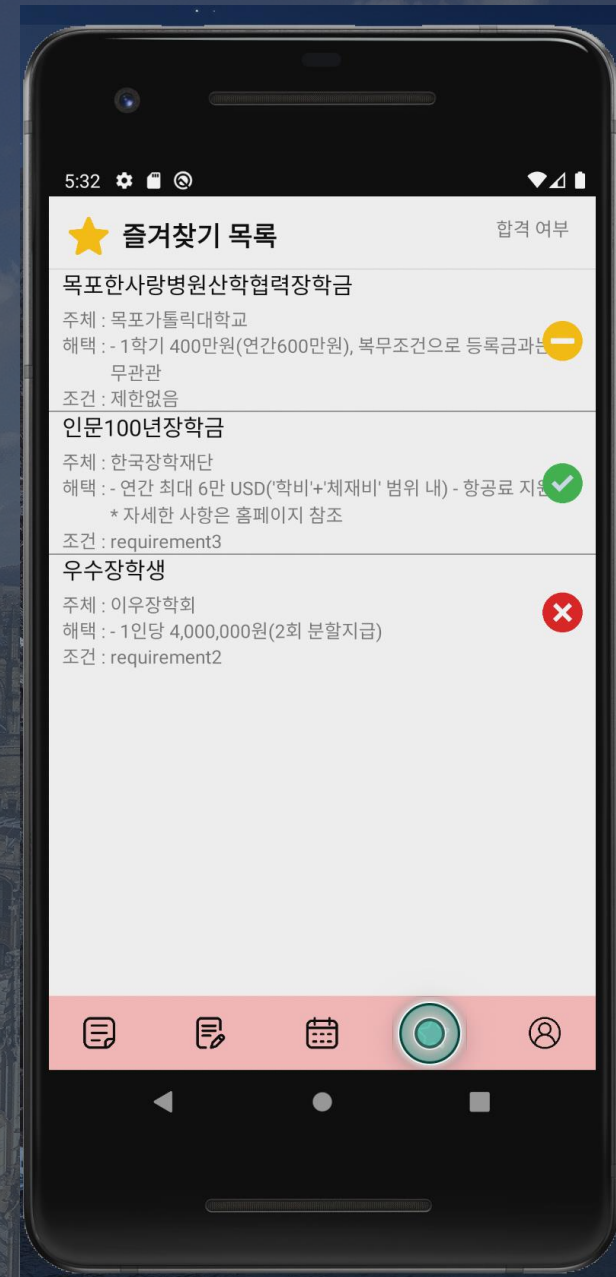 5:32
즐겨찾기 목록
합격 여부
목포한사랑병원산학협력장학금
주체 : 목포가톨릭대학교
해택 : - 1학기 400만원(연간600만원), 복무조건으로 등록금과는
무관관
조건 : 제한없음
인문100년장학금
주체 : 한국장학재단
해택 : - 연간 최대 6만 USD('학비'+'체재비' 범위 내) - 항공료 지원
* 자세한 사항은 홈페이지 참조
조건 : requirement3
우수장학생
주체 : 이우장학회
해택 : - 1인당 4,000,000원(2회 분할지급)
조건 : requirement2